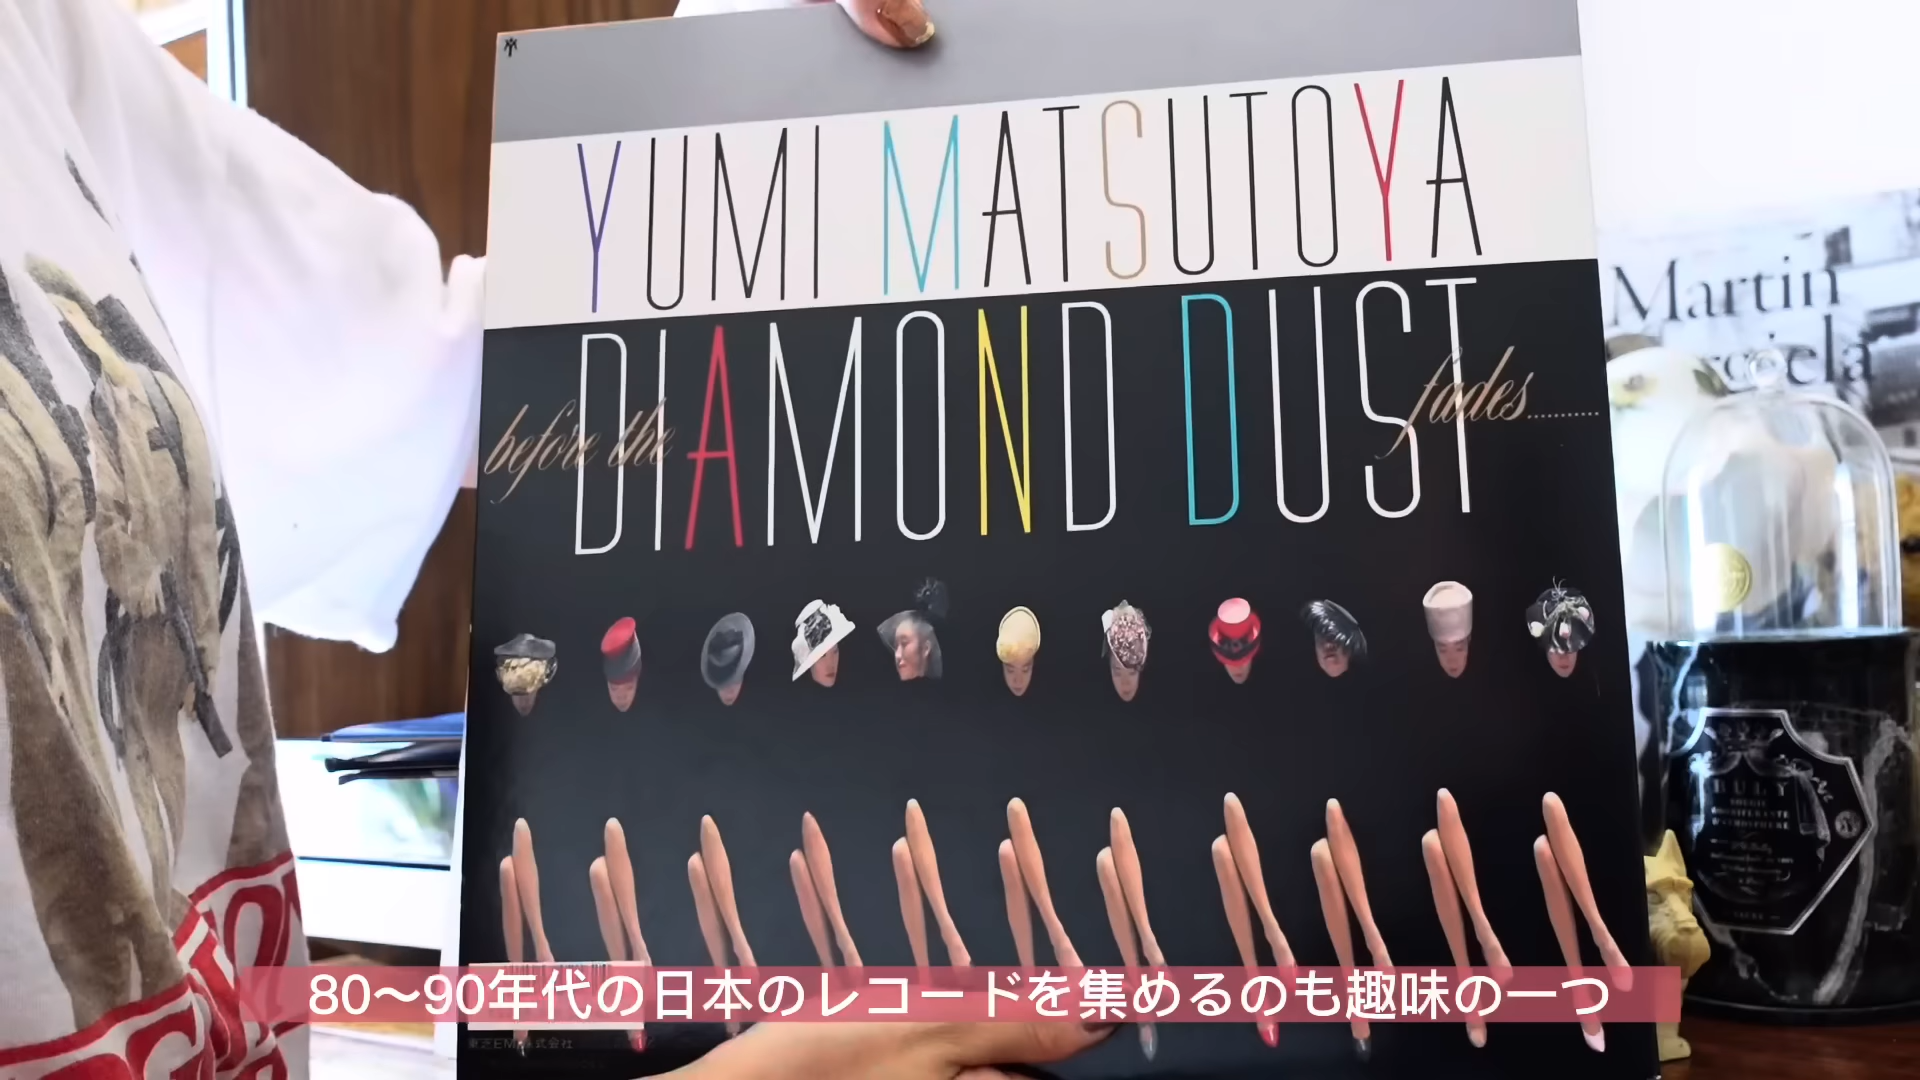 YUMI MATSUTOYA
before the DIAMOND DUST fades...........
Martin
BULY
80〜90年代の日本のレコードを集めるのも趣味の一つ